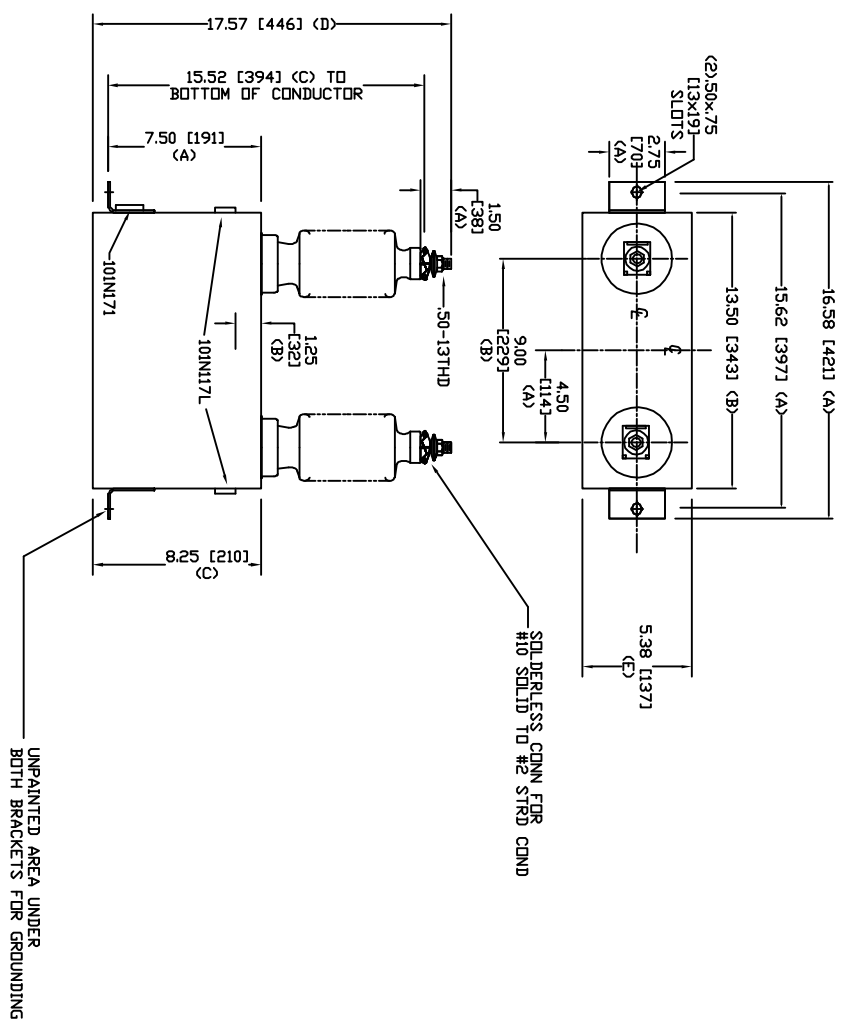 17.57 [446] (D)
15.52 [394] (C) TO
BOTTOM OF CONDUCTOR
7.50 [191]
(A)
(2).50x.75
[13x19]
SLOTS
2.75
[70]
(A)
1.50
[38]
(A)
16.58 [421] (A)
15.62 [397] (A)
13.50 [343] (B)
9.00
[229]
(B)
4.50
[114]
(A)
CL
CL
.50-13THD
101N171
101N117L
1.25
[32]
(B)
8.25 [210]
(C)
5.38 [137]
(E)
SOLDERLESS CONN FOR
#10 SOLID TO #2 STRD COND
UNPAINTED AREA UNDER
BOTH BRACKETS FOR GROUNDING